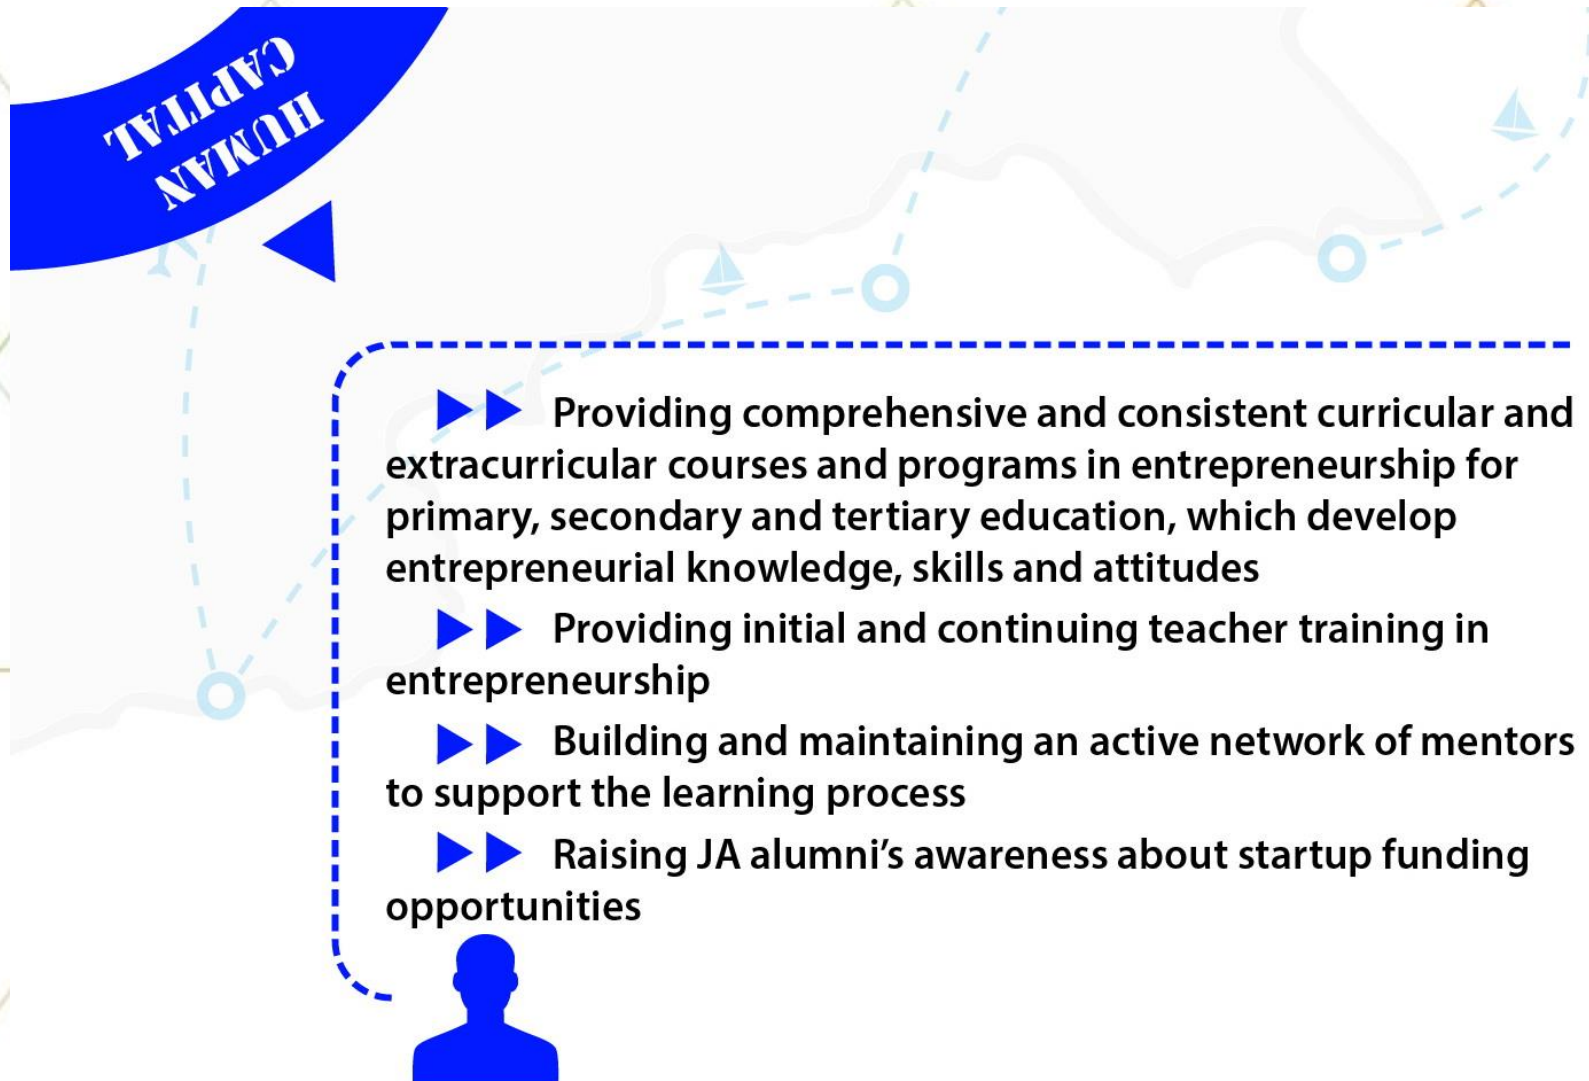 HUMAN
CAPITAL
Providing comprehensive and consistent curricular and
extracurricular courses and programs in entrepreneurship for
primary, secondary and tertiary education, which develop
entrepreneurial knowledge, skills and attitudes
Providing initial and continuing teacher training in
entrepreneurship
Building and maintaining an active network of mentors
to support the learning process
Raising JA alumni’s awareness about startup funding
opportunities